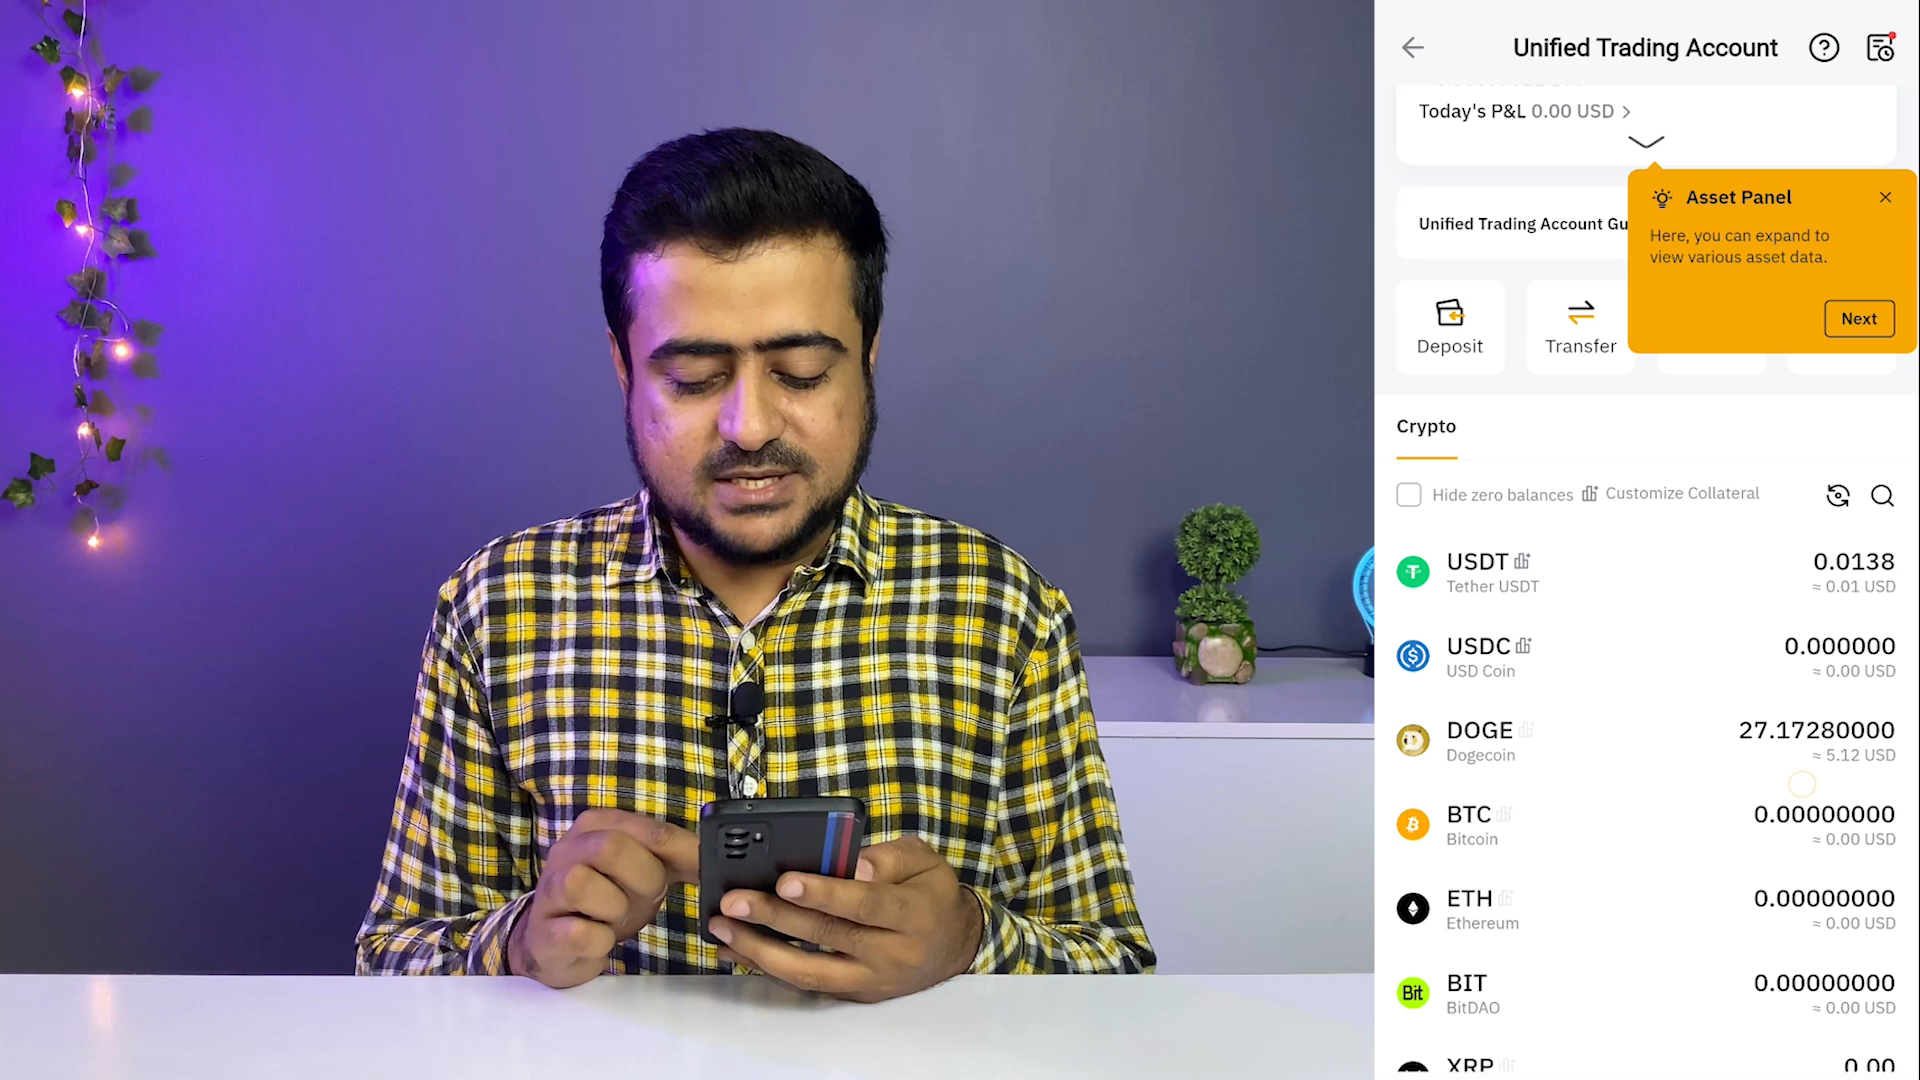 Unified Trading Account
Today's P&L 0.00 USD >
Asset Panel
Here, you can expand to
view various asset data.
Next
Unified Trading Account Gu
Deposit
Transfer
Crypto
Hide zero balances
Customize Collateral
USDT 0.0138
Tether USDT ≈ 0.01 USD
USDC 0.000000
USD Coin ≈ 0.00 USD
DOGE 27.17280000
Dogecoin ≈ 5.12 USD
BTC 0.00000000
Bitcoin ≈ 0.00 USD
ETH 0.00000000
Ethereum ≈ 0.00 USD
Bit
BIT 0.00000000
BitDAO ≈ 0.00 USD
XRP 0.00